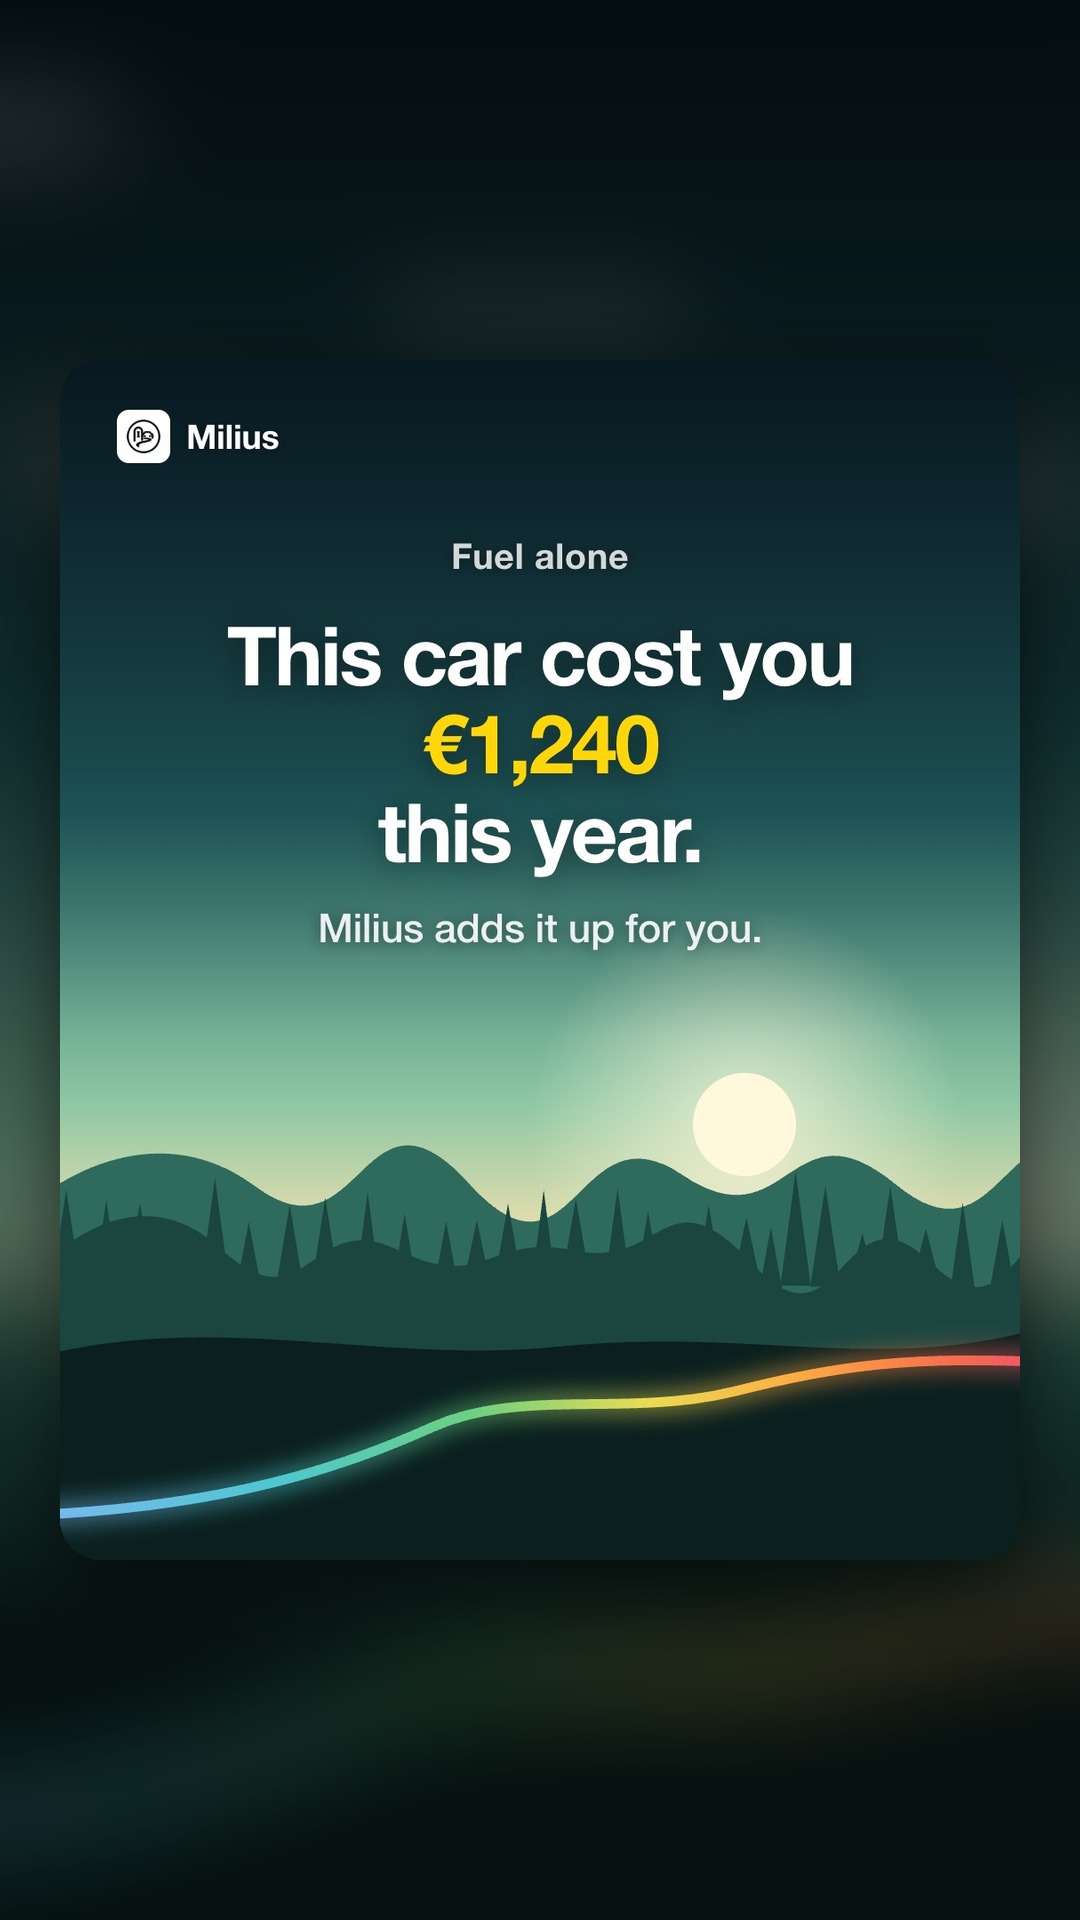 Milius
Fuel alone
This car cost you
€1,240
this year.
Milius adds it up for you.